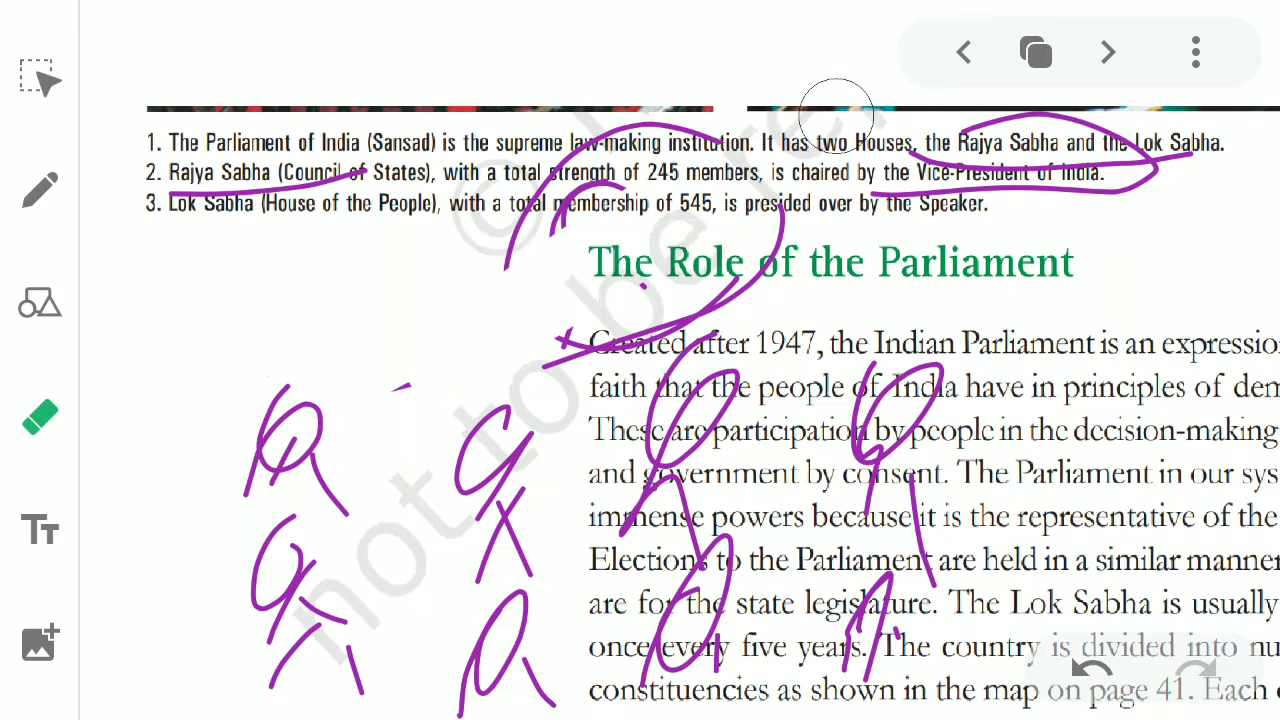 1. The Parliament of India (Sansad) is the supreme law-making institution. It has two Houses, the Rajya Sabha and the Lok Sabha.
2. Rajya Sabha (Council of States), with a total strength of 245 members, is chaired by the Vice-President of India.
3. Lok Sabha (House of the People), with a total membership of 545, is presided over by the Speaker.
The Role of the Parliament
Created after 1947, the Indian Parliament is an expressio
faith that the people of India have in principles of dem
These are participation by people in the decision-making
and government by consent. The Parliament in our sys
immense powers because it is the representative of the
Elections to the Parliament are held in a similar manner
are for the state legislature. The Lok Sabha is usually
once every five years. The country is divided into nu
constituencies as shown in the map on page 41. Each
© 
not to be re
TT